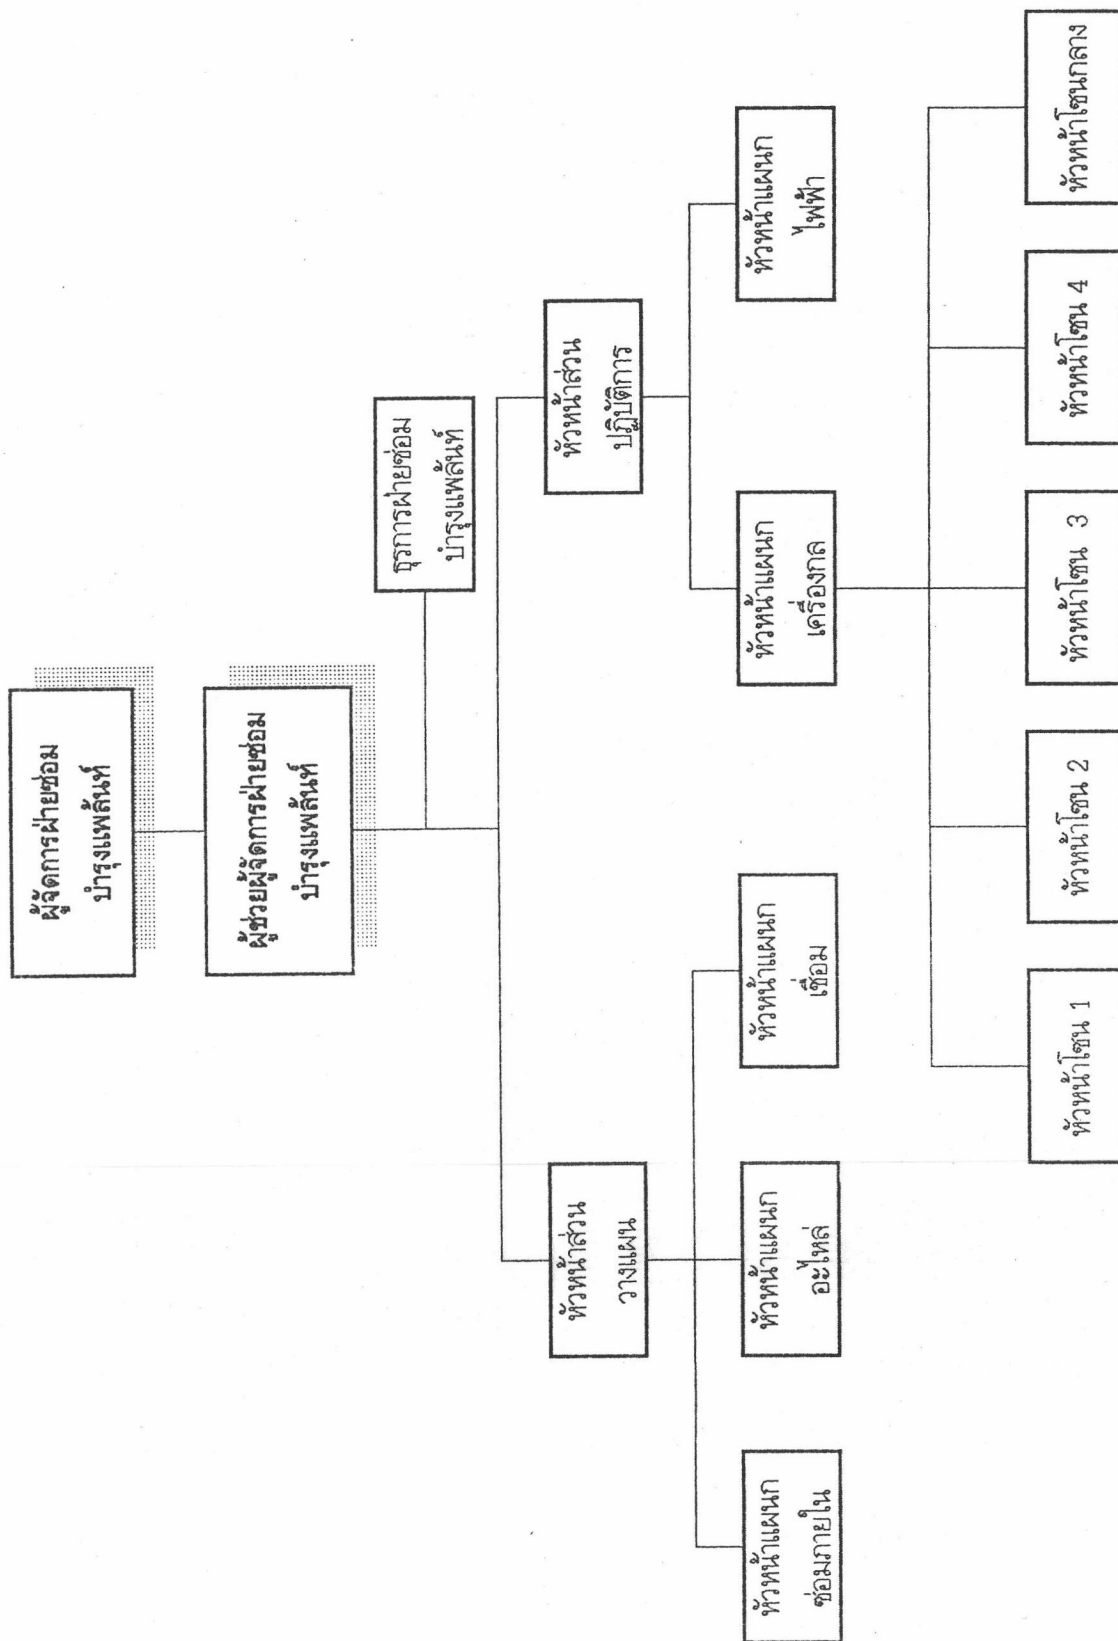 ผู้จัดการฝ่ายซ่อม
บำรุงแพล้นท์
ผู้ช่วยผู้จัดการฝ่ายซ่อม
บำรุงแพล้นท์
ธุรการฝ่ายซ่อม
บำรุงแพล้นท์
หัวหน้าส่วน
วางแผน
หัวหน้าส่วน
ปฏิบัติการ
หัวหน้าแผนก
ซ่อมภายใน
หัวหน้าแผนก
อะไหล่
หัวหน้าแผนก
เชื่อม
หัวหน้าแผนก
เครื่องกล
หัวหน้าแผนก
ไฟฟ้า
หัวหน้าโซน 1
หัวหน้าโซน 2
หัวหน้าโซน 3
หัวหน้าโซน 4
หัวหน้าโซนกลาง